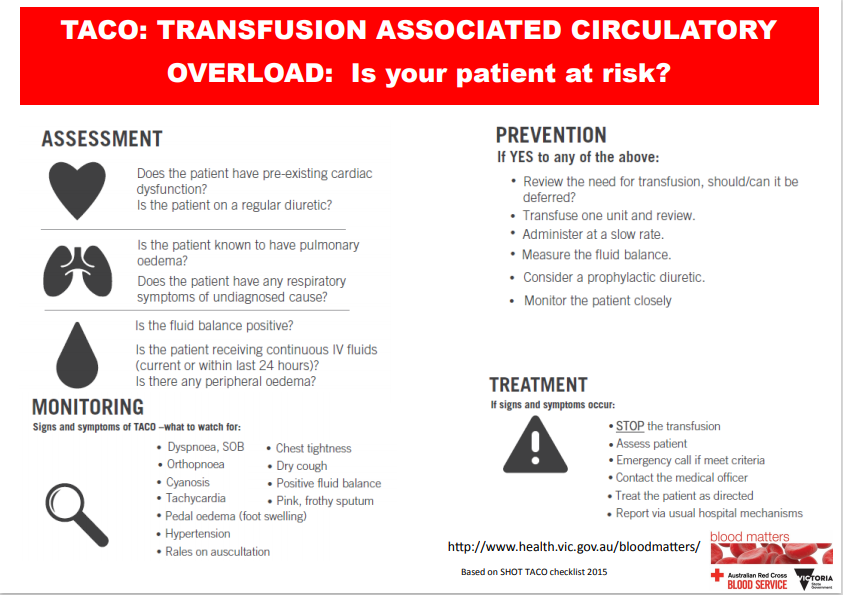 TACO: TRANSFUSION ASSOCIATED CIRCULATORY
OVERLOAD: Is your patient at risk?
ASSESSMENT
Does the patient have pre-existing cardiac
dysfunction?
Is the patient on a regular diuretic?
Is the patient known to have pulmonary
oedema?
Does the patient have any respiratory
symptoms of undiagnosed cause?
Is the fluid balance positive?
Is the patient receiving continuous IV fluids
(current or within last 24 hours)?
Is there any peripheral oedema?
PREVENTION
If YES to any of the above:
• Review the need for transfusion, should/can it be
deferred?
• Transfuse one unit and review.
• Administer at a slow rate.
• Measure the fluid balance.
• Consider a prophylactic diuretic.
• Monitor the patient closely
MONITORING
Signs and symptoms of TACO –what to watch for:
• Dyspnoea, SOB
• Orthopnoea
• Cyanosis
• Tachycardia
• Pedal oedema (foot swelling)
• Hypertension
• Rales on auscultation
• Chest tightness
• Dry cough
• Positive fluid balance
• Pink, frothy sputum
TREATMENT
If signs and symptoms occur:
• STOP the transfusion
• Assess patient
• Emergency call if meet criteria
• Contact the medical officer
• Treat the patient as directed
• Report via usual hospital mechanisms
http://www.health.vic.gov.au/bloodmatters/
Based on SHOT TACO checklist 2015
blood matters
Australian Red Cross
BLOOD SERVICE
VICTORIA
State
Government